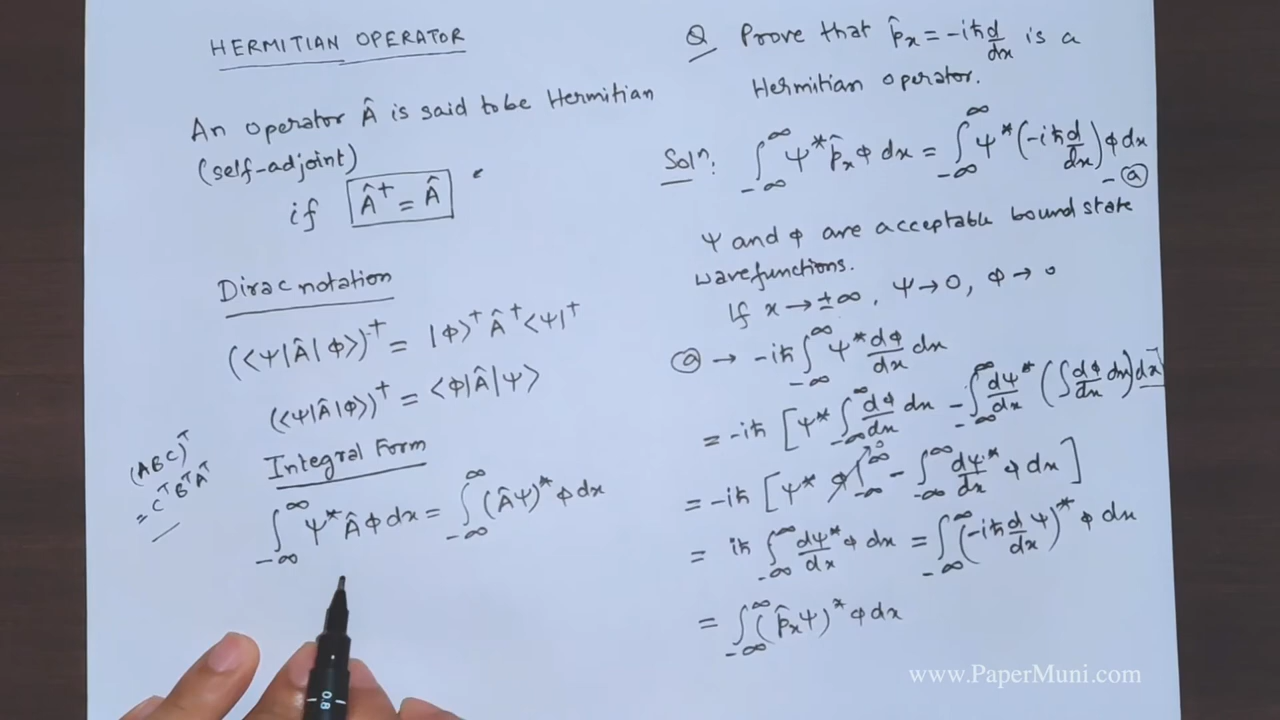 HERMITIAN OPERATOR
An operator Â is said to be Hermitian
(self-adjoint)
if Â† = Â
Dirac notation
(<Ψ|Â|Φ>)† = |Φ>† Â† <Ψ|†
(<Ψ|Â|Φ>)† = <Φ|Â|Ψ>
(ABC)ᵀ
= CᵀBᵀAᵀ
Integral Form
∫_{-∞}^{∞} Ψ* Â Φ dx = ∫_{-∞}^{∞} (ÂΨ)* Φ dx
Q Prove that p̂ₓ = -iħ d/dx is a
Hermitian operator.
Solⁿ: ∫_{-∞}^{∞} Ψ* p̂ₓ Φ dx = ∫_{-∞}^{∞} Ψ* (-iħ d/dx) Φ dx - ⓐ
Ψ and Φ are acceptable bound state
wavefunctions.
If x → ±∞, Ψ → 0, Φ → 0
ⓐ → -iħ ∫_{-∞}^{∞} Ψ* dΦ/dx dx
= -iħ [Ψ* ∫_{-∞}^{∞} dΦ/dx dx - ∫_{-∞}^{∞} dΨ*/dx (∫ dΦ/dx dx) dx]
= -iħ [Ψ* Φ|_{-∞}^{∞} 0 - ∫_{-∞}^{∞} dΨ*/dx Φ dx]
= iħ ∫_{-∞}^{∞} dΨ*/dx Φ dx = ∫_{-∞}^{∞} (-iħ d/dx Ψ)* Φ dx
= ∫_{-∞}^{∞} (p̂ₓ Ψ)* Φ dx
0.8
www.PaperMuni.com